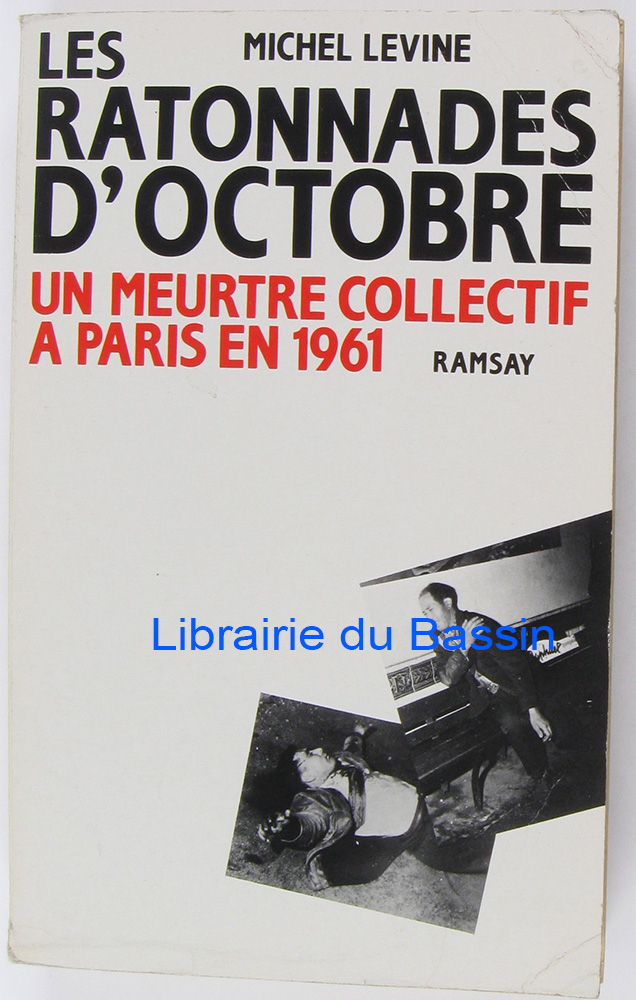 MICHEL LEVINE
LES
RATONNADES
D'OCTOBRE
UN MEURTRE COLLECTIF
A PARIS EN 1961
RAMSAY
Librairie du Bassin